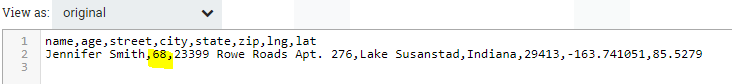 View as: original
1 name,age,street,city,state,zip,lng,lat
2 Jennifer Smith,68,23399 Rowe Roads Apt. 276,Lake Susanstad,Indiana,29413,-163.741051,85.5279
3